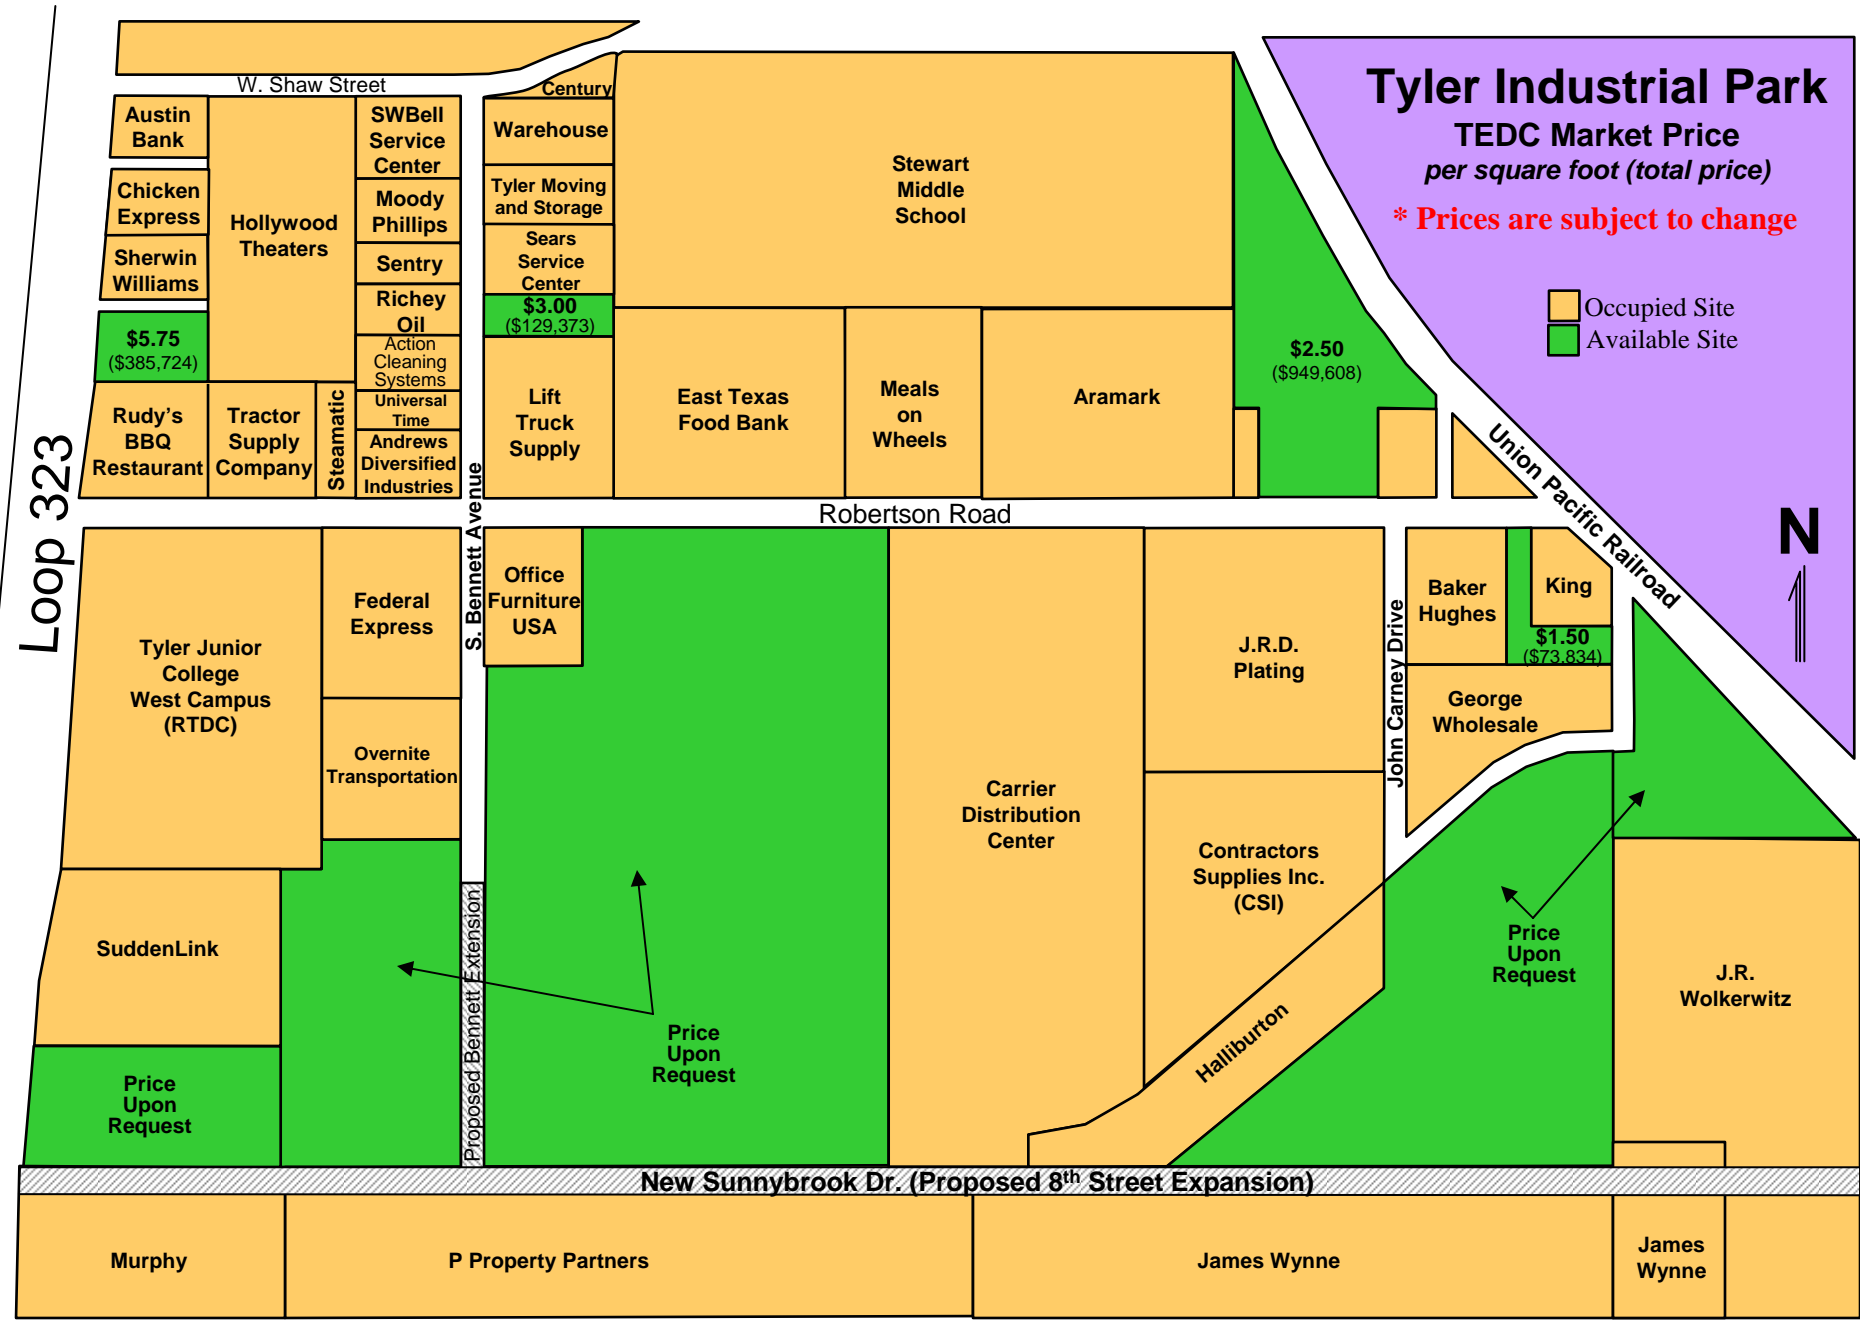 Tyler Industrial Park
TEDC Market Price
per square foot (total price)
* Prices are subject to change
Occupied Site
Available Site
N
W. Shaw Street
Austin
Bank
Chicken
Express
Sherwin
Williams
$5.75
($385,724)
Rudy’s
BBQ
Restaurant
Hollywood
Theaters
Tractor
Supply
Company
Steamatic
SWBell
Service
Center
Moody
Phillips
Sentry
Richey
Oil
Action
Cleaning
Systems
Universal
Time
Andrews
Diversified
Industries
Century
Warehouse
Tyler Moving
and Storage
Sears
Service
Center
$3.00
($129,373)
Lift
Truck
Supply
Stewart
Middle
School
East Texas
Food Bank
Meals
on
Wheels
Aramark
$2.50
($949,608)
Union Pacific Railroad
Loop 323
S. Bennett Avenue
Robertson Road
Tyler Junior
College
West Campus
(RTDC)
Federal
Express
Overnite
Transportation
Office
Furniture
USA
SuddenLink
Price
Upon
Request
Proposed Bennett Extension
Price
Upon
Request
Carrier
Distribution
Center
J.R.D.
Plating
Contractors
Supplies Inc.
(CSI)
Halliburton
John Carney Drive
Baker
Hughes
King
$1.50
($73,834)
George
Wholesale
Price
Upon
Request
J.R.
Wolkerwitz
New Sunnybrook Dr. (Proposed 8th Street Expansion)
Murphy
P Property Partners
James Wynne
James
Wynne